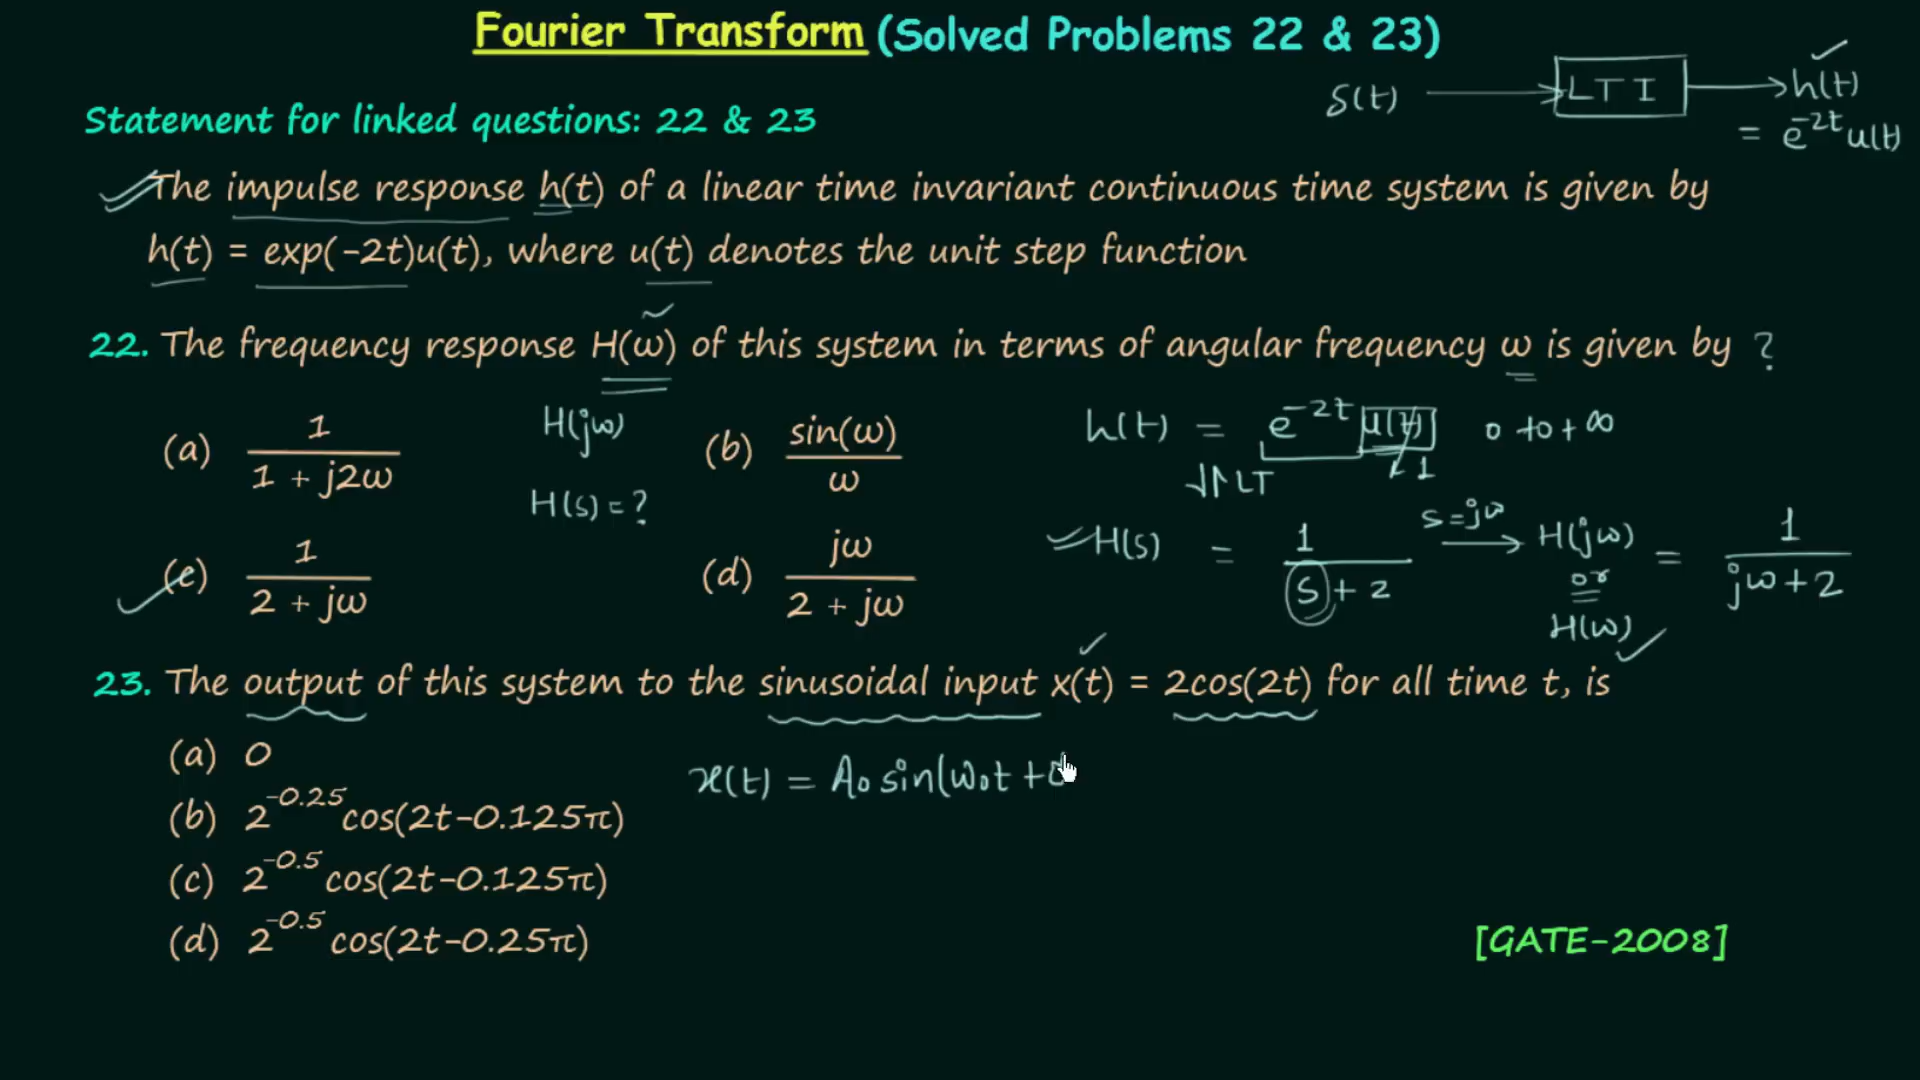 Fourier Transform (Solved Problems 22 & 23)
δ(t) LTI h(t)
= e^-2t u(t)
Statement for linked questions: 22 & 23
The impulse response h(t) of a linear time invariant continuous time system is given by
h(t) = exp(-2t)u(t), where u(t) denotes the unit step function
22. The frequency response H(ω) of this system in terms of angular frequency ω is given by ?
(a) 1 / 1 + j2ω
(b) sin(ω) / ω
(c) 1 / 2 + jω
(d) jω / 2 + jω
H(jω)
H(s) = ?
h(t) = e^-2t u(t) 0 to + ∞
1
LT
H(s) = 1 / s + 2 s = jω H(jω) or H(ω) = 1 / jω + 2
23. The output of this system to the sinusoidal input x(t) = 2cos(2t) for all time t, is
(a) 0
(b) 2^-0.25 cos(2t-0.125π)
(c) 2^-0.5 cos(2t-0.125π)
(d) 2^-0.5 cos(2t-0.25π)
x(t) = A₀ sin(ω₀t +
[GATE-2008]